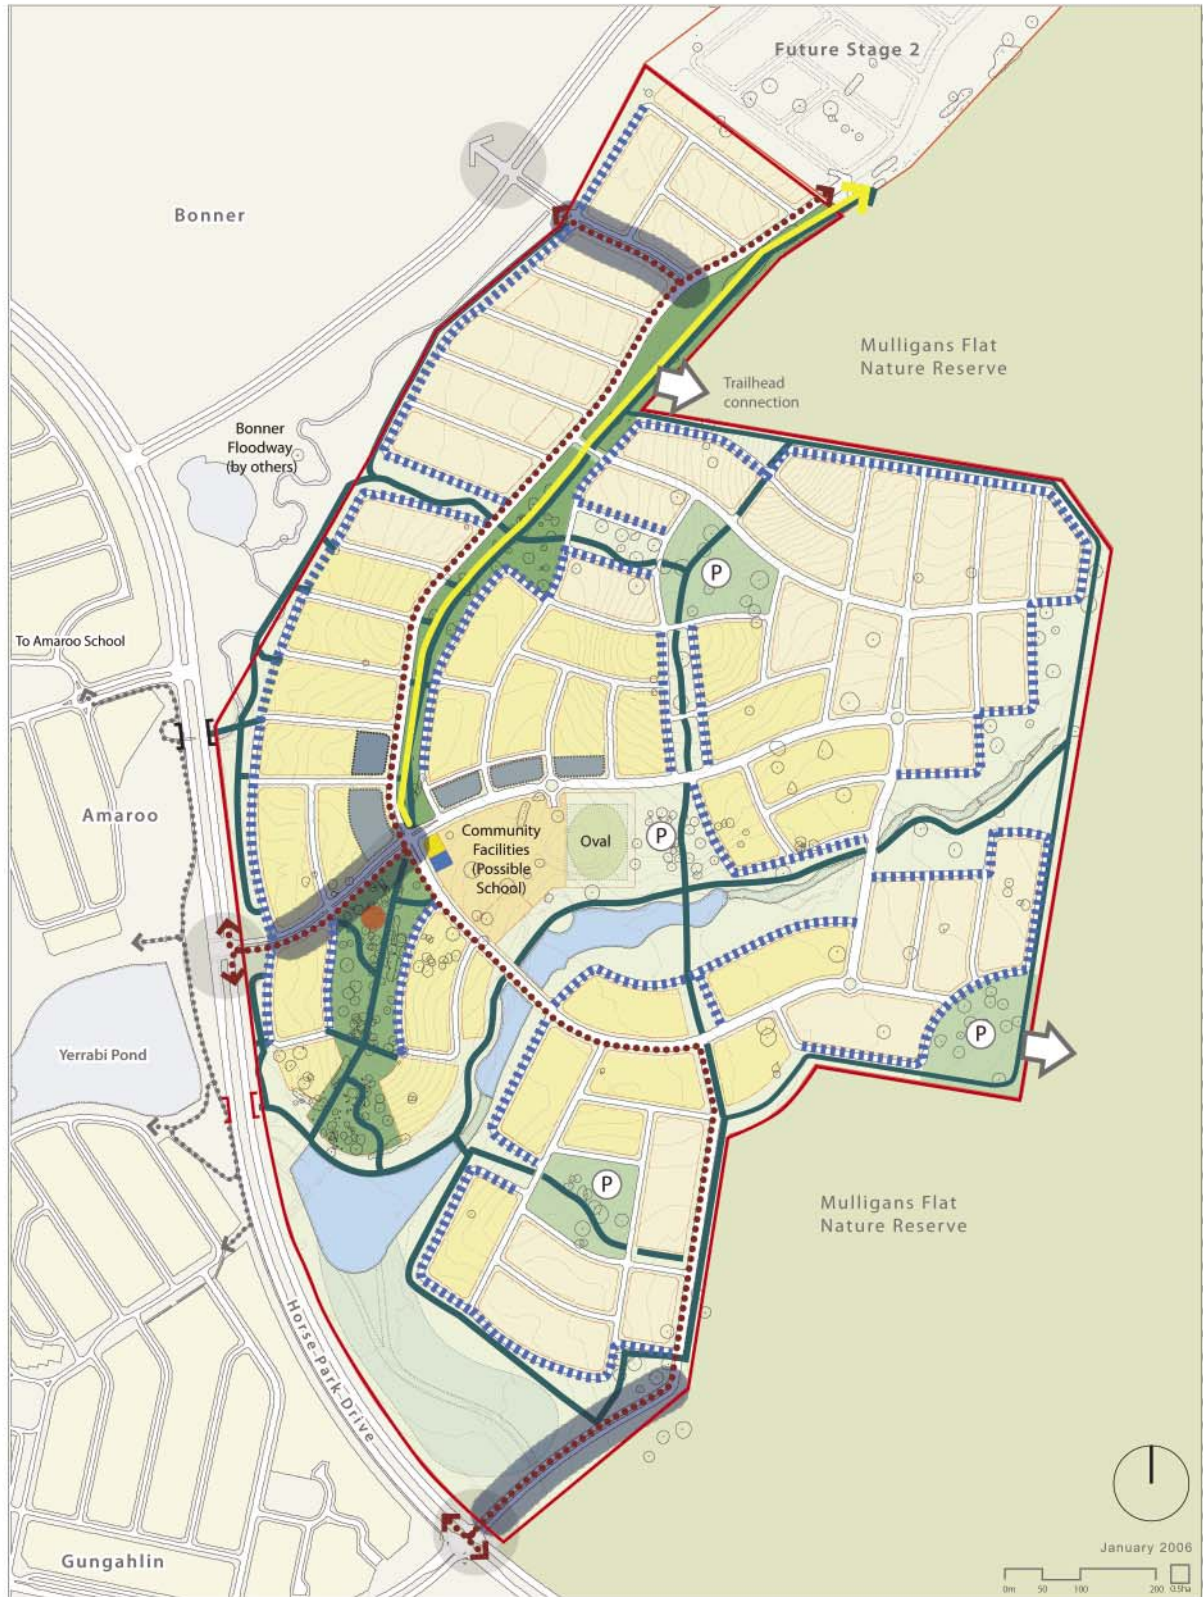 Future Stage 2
Bonner
Mulligans Flat
Nature Reserve
Trailhead
connection
Bonner
Floodway
(by others)
P
To Amaroo School
Amaroo
Community
Facilities
(Possible
School)
Oval
P
P
Yerrabi Pond
P
Mulligans Flat
Nature Reserve
Horse Park Drive
Gungahlin
January 2006
0m 50 100 200 0.5ha